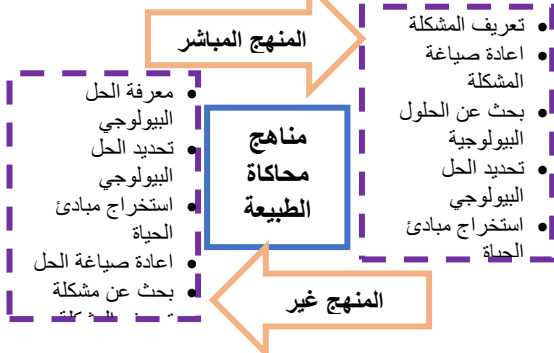 المنهج المباشر
تعريف المشكلة
اعادة صياغة
المشكلة
بحث عن الحلول
البيولوجية
تحديد الحل
البيولوجي
استخراج مبادئ
الحياة
مناهج
محاكاة
الطبيعة
معرفة الحل
البيولوجي
تحديد الحل
البيولوجي
استخراج مبادئ
الحياة
اعادة صياغة الحل
بحث عن مشكلة
المنهج غير